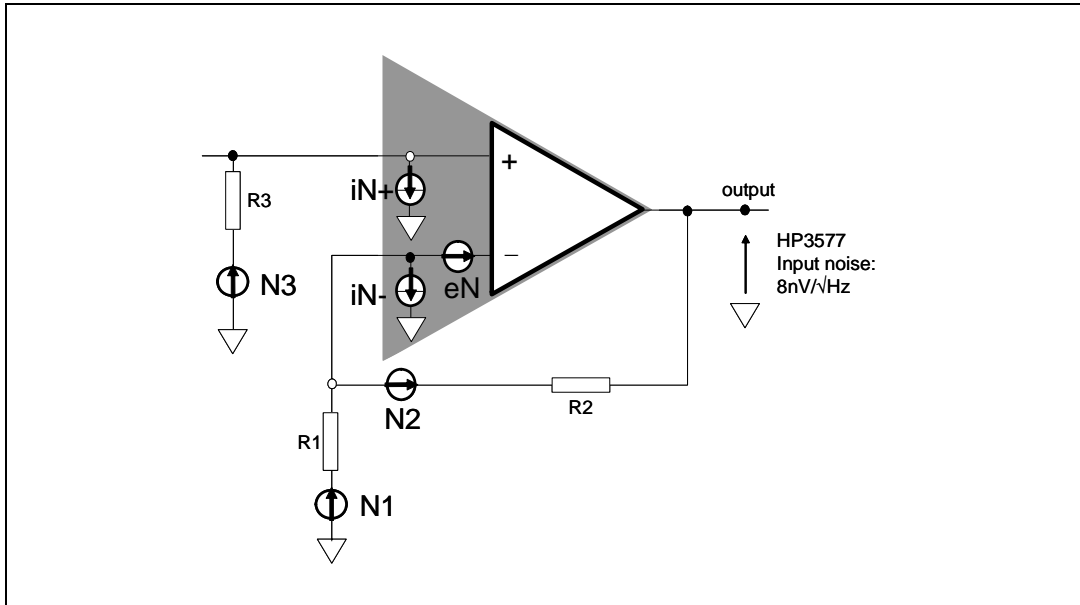 +
output
iN+
R3
HP3577
Input noise:
8nV/√Hz
N3
iN-
eN
−
N2
R2
R1
N1